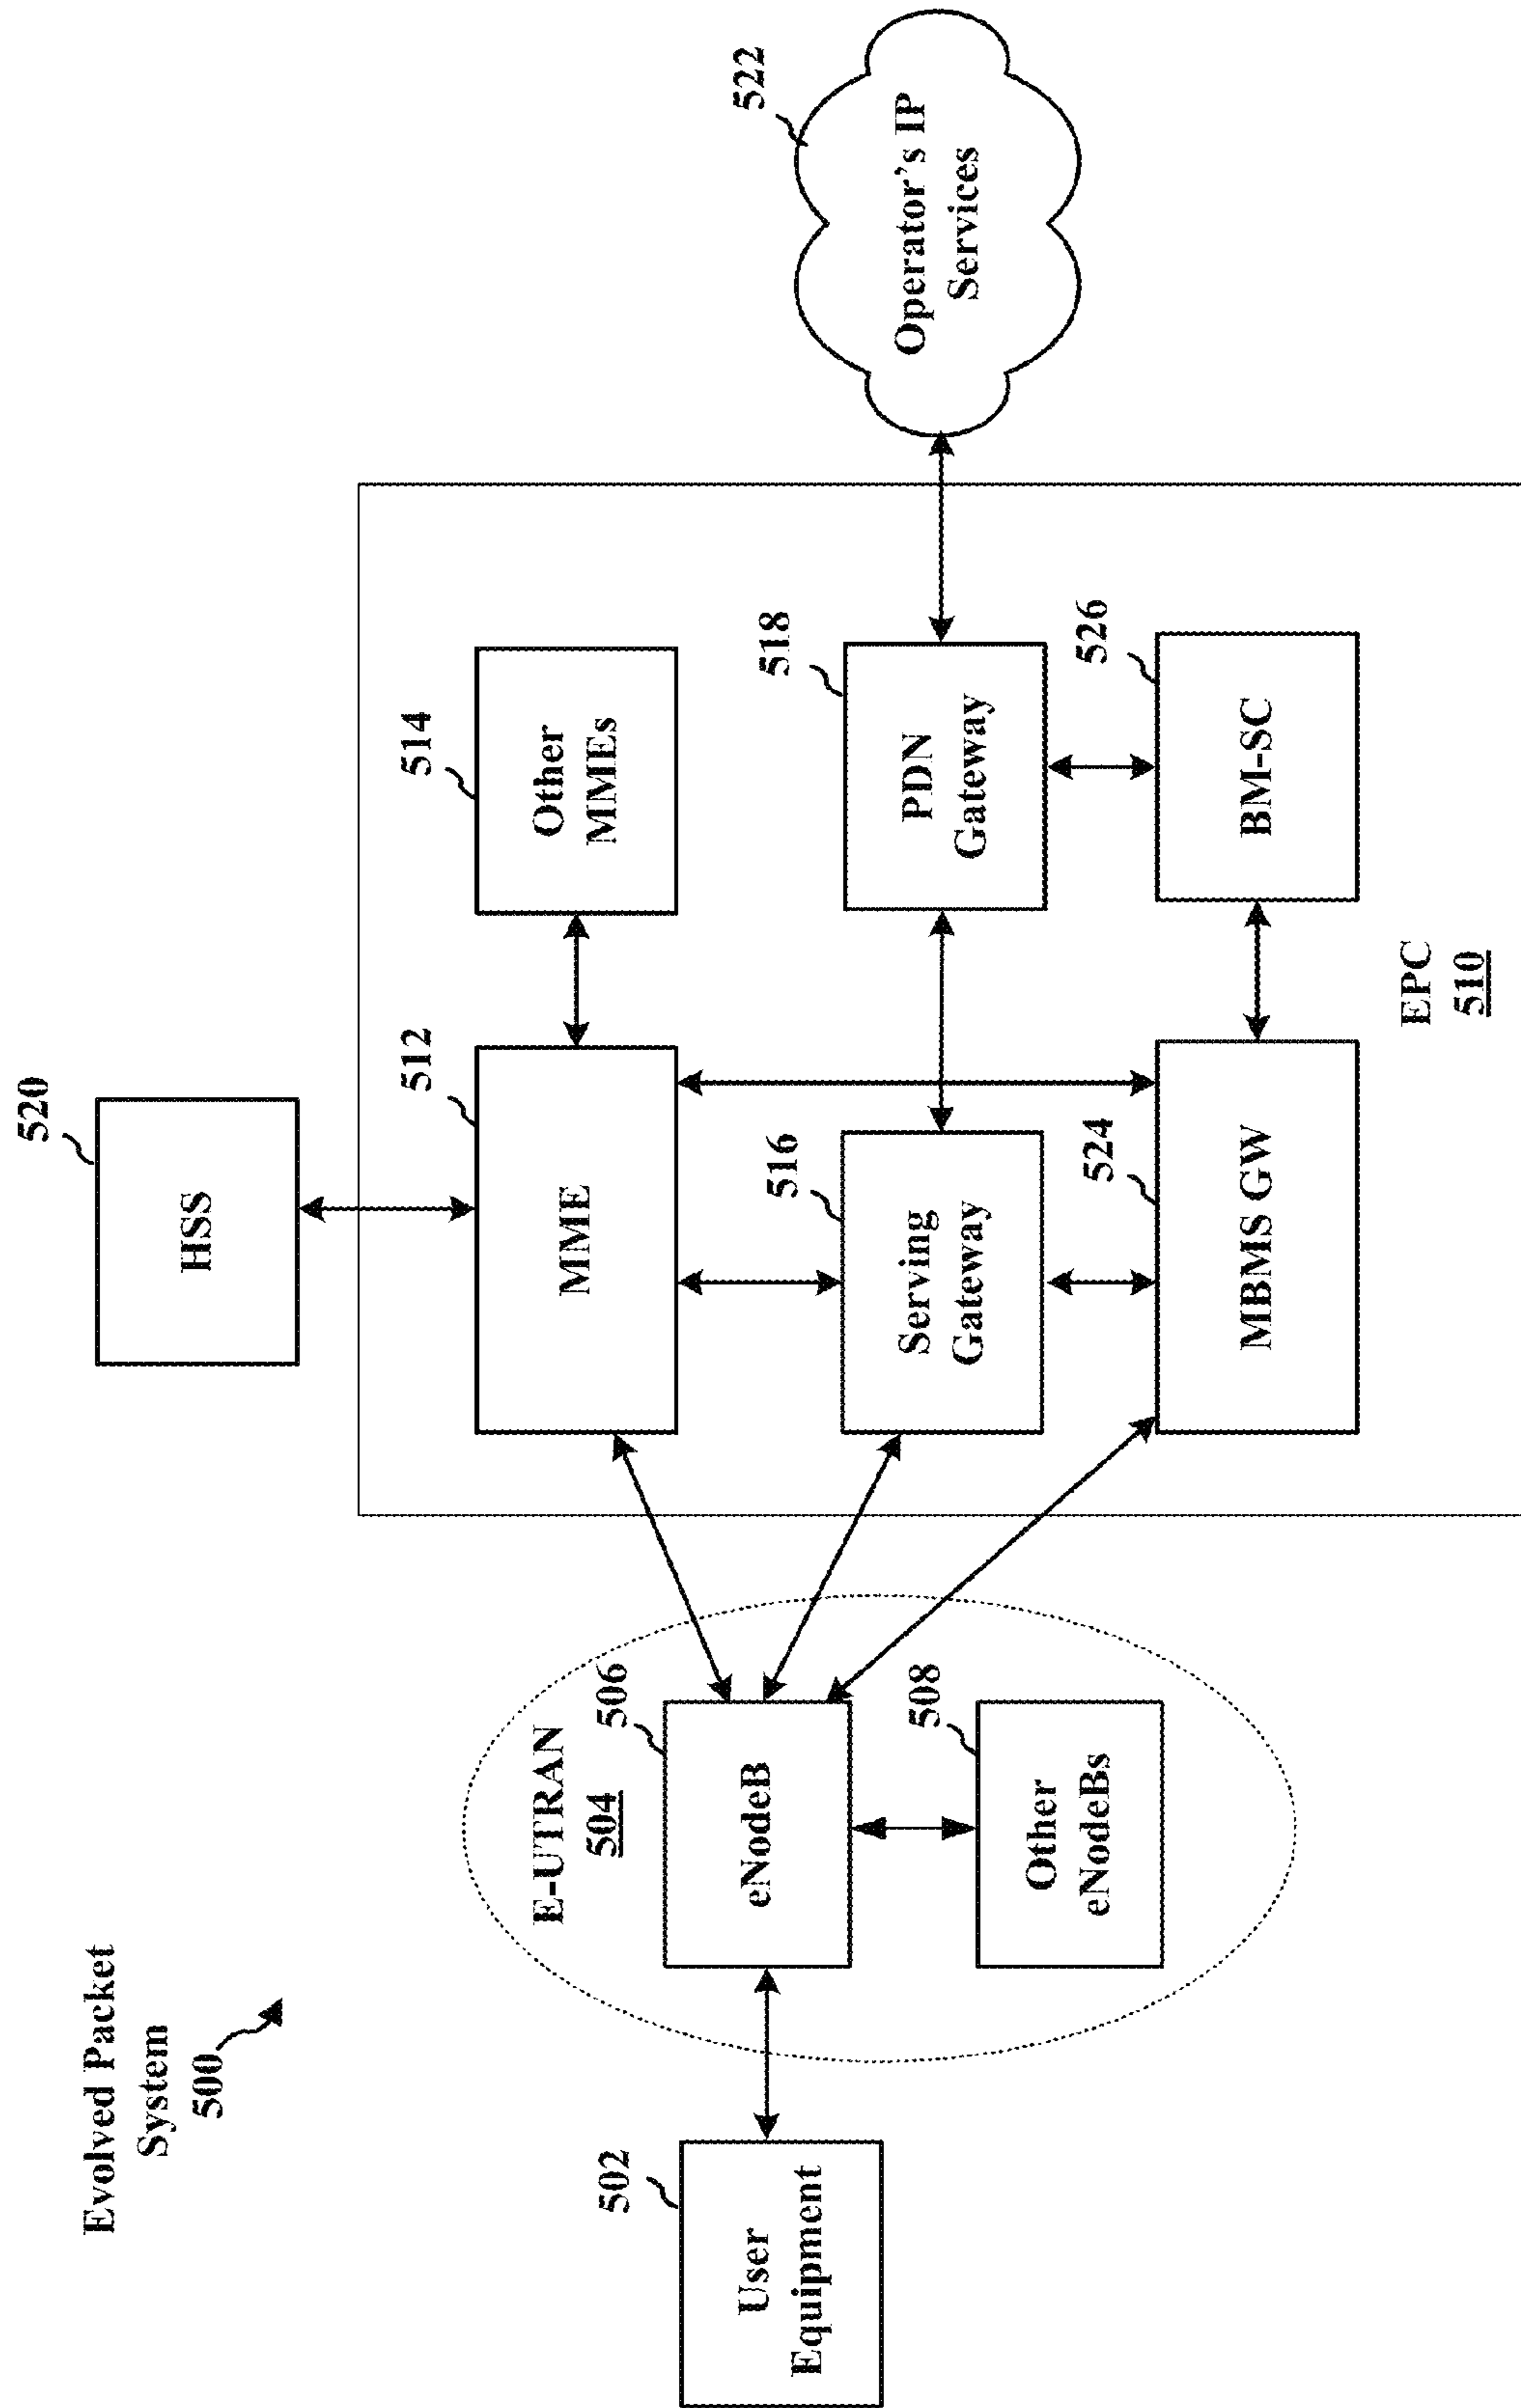 Evolved Packet
System
500
User
Equipment
502
E-UTRAN
504
eNodeB
506
Other
eNodeBs
508
HSS
520
MME
512
Other
MMEs
514
Serving
Gateway
516
PDN
Gateway
518
MBMS GW
524
BM-SC
526
EPC
510
Operator's IP
Services
522